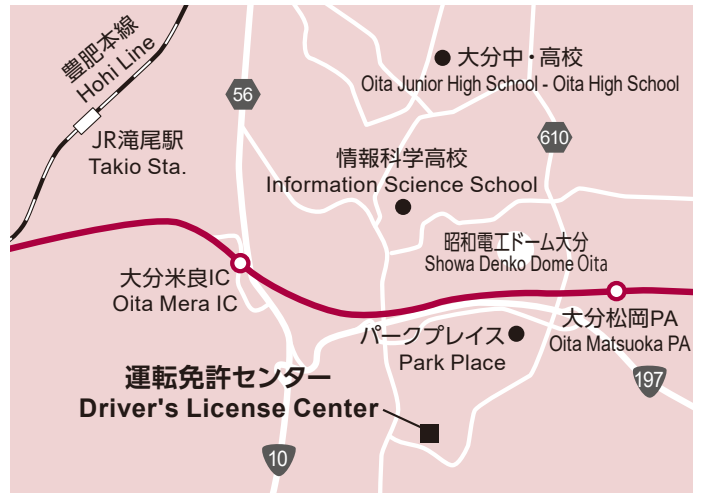 豊肥本線
Hohi Line
大分中・高校
Oita Junior High School - Oita High School
56
JR滝尾駅
Takio Sta.
610
情報科学高校
Information Science School
昭和電工ドーム大分
Showa Denko Dome Oita
大分米良IC
Oita Mera IC
大分松岡PA
Oita Matsuoka PA
パークプレイス
Park Place
運転免許センター
Driver's License Center
197
10